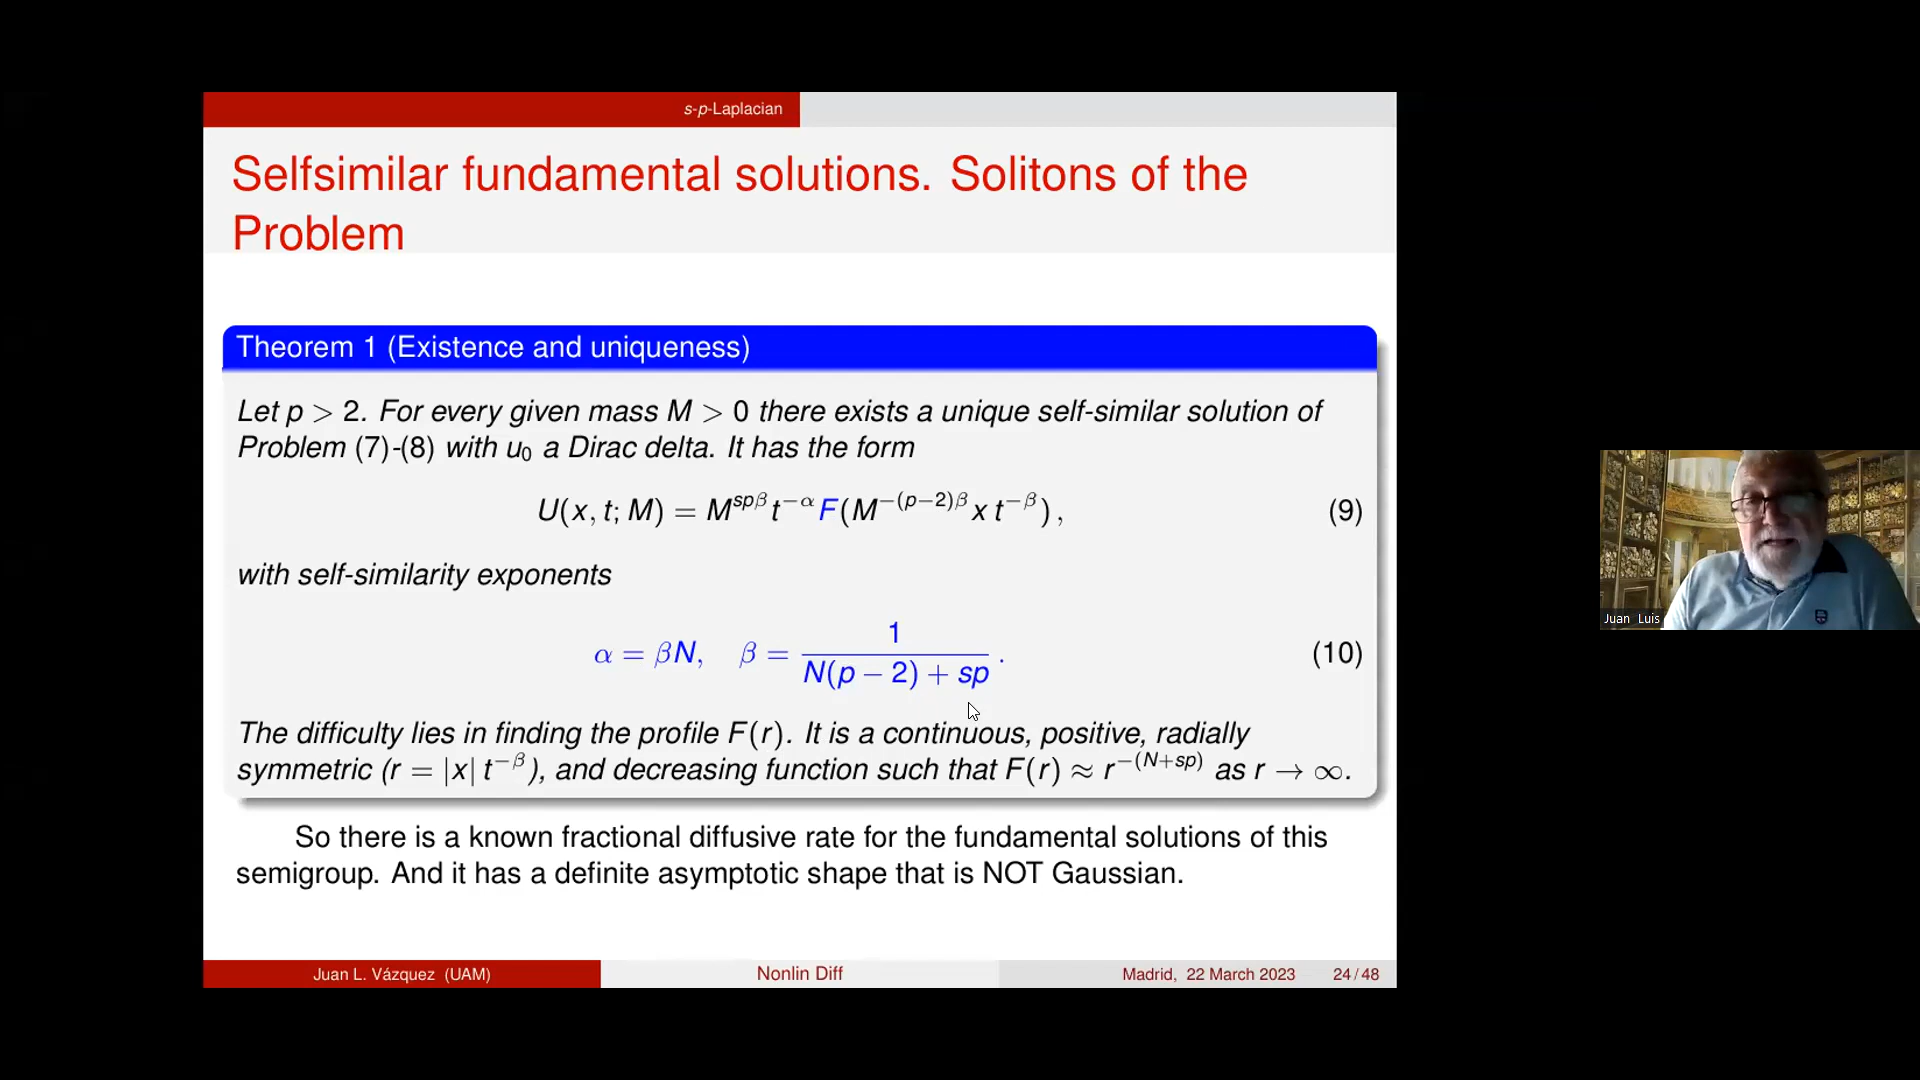 s-p-Laplacian
Selfsimilar fundamental solutions. Solitons of the
Problem
Theorem 1 (Existence and uniqueness)
Let p > 2. For every given mass M > 0 there exists a unique self-similar solution of
Problem (7)-(8) with u₀ a Dirac delta. It has the form
U(x, t; M) = M^{spβ} t^{−α} F(M^{−(p−2)β} x t^{−β}) , (9)
with self-similarity exponents
α = βN, β = \frac{1}{N(p − 2) + sp} . (10)
The difficulty lies in finding the profile F(r). It is a continuous, positive, radially
symmetric (r = |x| t^{−β}), and decreasing function such that F(r) ≈ r^{−(N+sp)} as r → ∞.
So there is a known fractional diffusive rate for the fundamental solutions of this
semigroup. And it has a definite asymptotic shape that is NOT Gaussian.
Juan Luis
Juan L. Vázquez (UAM) Nonlin Diff Madrid, 22 March 2023 24 / 48